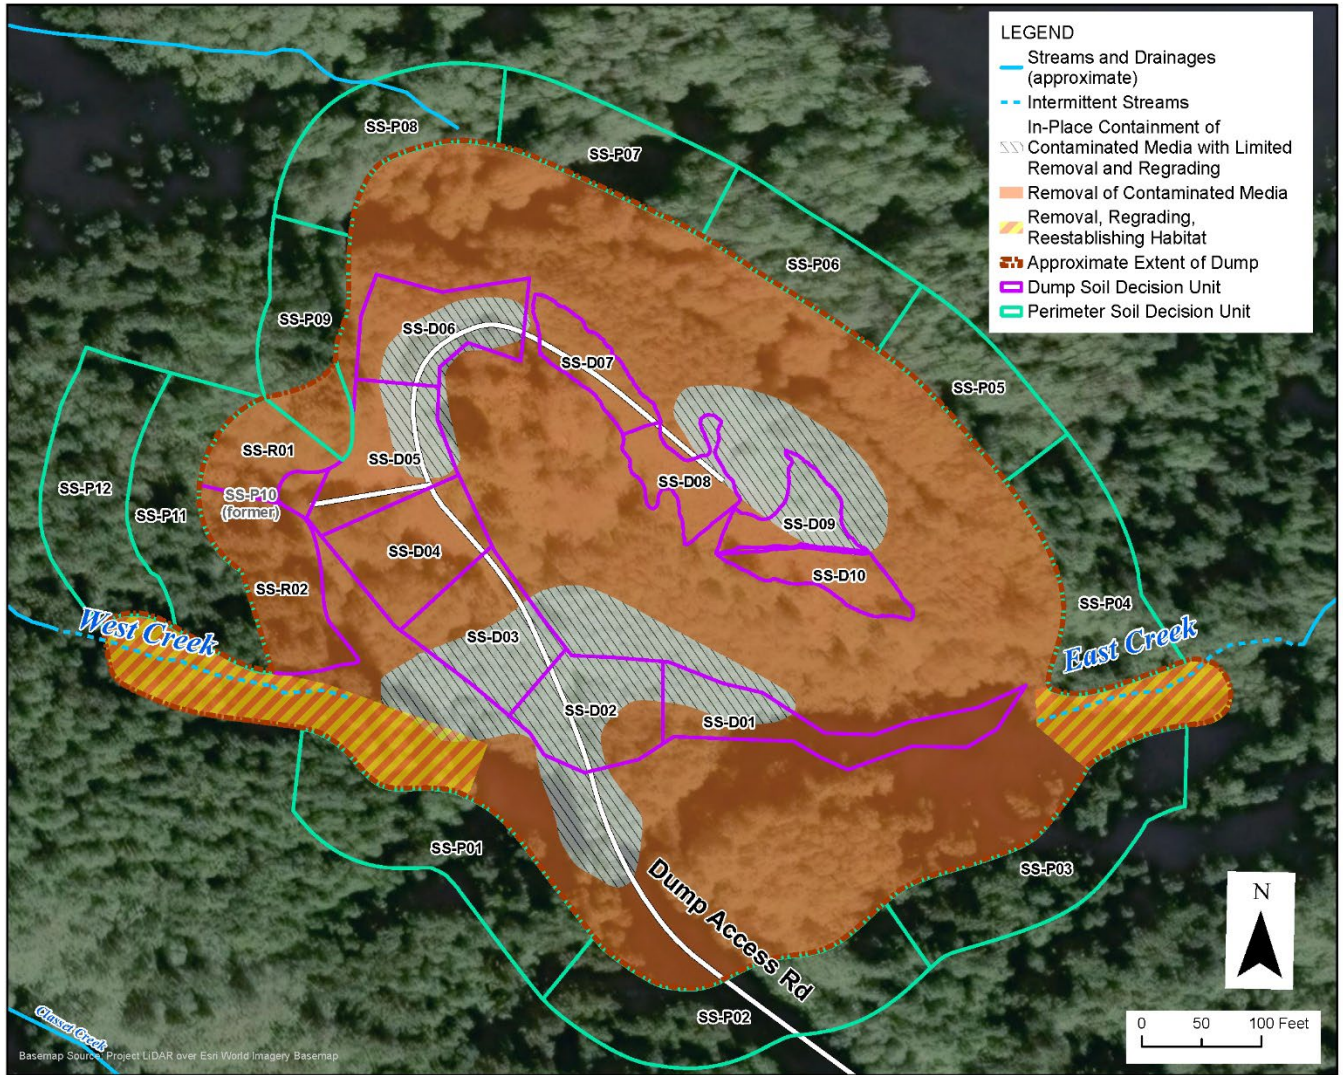 LEGEND
Streams and Drainages
(approximate)
Intermittent Streams
In-Place Containment of
Contaminated Media with Limited
Removal and Regrading
Removal of Contaminated Media
Removal, Regrading,
Reestablishing Habitat
Approximate Extent of Dump
Dump Soil Decision Unit
Perimeter Soil Decision Unit
SS-P08
SS-P07
SS-P06
SS-P09
SS-D06
SS-D07
SS-P05
SS-R01
SS-D05
SS-P12
SS-P10
(former)
SS-P11
SS-D08
SS-D09
SS-D04
SS-D10
SS-R02
SS-P04
West Creek
SS-D03
East Creek
SS-D02
SS-D01
SS-P01
SS-P03
Dump Access Rd
N
SS-P02
Classet Creek
0 50 100 Feet
Basemap Source: Project LiDAR over Esri World Imagery Basemap